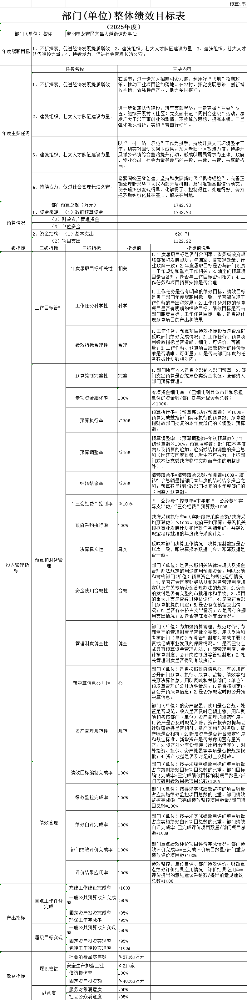 预算1表
部门(单位)整体绩效目标表
（2025年度）
部门（单位）名称
安阳市龙安区文昌大道街道办事处
年度履职目标
1、不断探索，促进经济发展提质增效。2、建强组织，壮大人才队伍建设力量。3、建强组织，壮大人才
队伍建设力量。4、持续发力，促进社会管理长治久安。
年度主要任务
任务名称
主要内容
1、不断探索，促进经济发展提质增效。
在城市，进一步加大招商引资力度，利用好“飞地”招商政
策，推动工业项目签约落地。在农村，拓宽发展思路、创新增
收举措，做强特色产业、助力乡村振兴。
2、建强组织，壮大人才队伍建设力量。
进一步聚焦队伍建设，筑牢支部堡垒。一是建强“两委”队
伍，继续开展村（社区）党支部书记“周例会述职”活动，激
发广大干部干事创业的激情，不断解放思想、提高本领。二是
强化源头储备，实施“育苗行动”。
3、建强组织，壮大人才队伍建设力量。
以“一村一路一示范”工作为抓手，持续开展人居环境整治工
作，切实巩固创文创卫成果。加大老旧小区改造力度，持续开
展城乡环境综合整治提升行动，形成以居民需求为主体，政府
、物业公司、社会力量等参与的共投、共建、共管、共享新格
局。
4、持续发力，促进社会管理长治久安。
紧紧围绕三零创建，坚持和发展新时代“枫桥经验”，完善正
确处理新形势下人民内部矛盾机制，及时准确掌握信访动态，
使矛盾纠纷发现得早、化解得了、控制得住、处理得好，努力
把矛盾纠纷化解在基层、解决在当地.
预算情况
部门预算总额（万元）
1742.93
1、资金来源：（1）政府预算资金
1742.93
（2）财政专户管理资金
（3）单位资金
2、资金结构：（1）基本支出
620.71
（2）项目支出
1122.22
一级指标
二级指标
三级指标
指标值
指标值说明
投入管理指
标
工作目标管理
年度履职目标相关性
相关
1.年度履职目标是否符合国家、省委省政府战
略部署和发展规划，与国家、省宏观政策、行
业政策一致；2.年度履职目标是否与部门职责
、工作规划和重点工作相关；3.确定的预算项
目是否合理，是否与工作目标密切相关；4.工
作任务和项目预算安排是否合理。
工作任务科学性
科学
1.工作任务是否有明确的绩效目标，绩效目标
是否与部门年度履职目标一致，是否能体现工
作任务的产出和效果；2.工作任务对应的预算
项目是否有明确的绩效目标，绩效目标是否与
部门职责目标、工作任务目标一致，是否能体
现预算项目的产出和效果
绩效指标合理性
合理
1.工作任务、预算项目绩效指标设置是否准确
反映部门绩效完成情况；2.工作任务、预算项
目绩效指标是否清晰、细化、可评价、可衡
量；3.工作任务、预算项目绩效指标的评价标
准是否清晰、可衡量；4.是否与部门年度的任
务数或计划数相对应。
预算和财务管
理
预算编制完整性
完整
1.部门所有收入是否全部纳入部门预算；2.部
门支出预算是否统筹各类资金来源，全部纳入
部门预算管理。
专项资金细化率
100%
专项资金细化率=（已细化到具体市县和承担
单位的资金数/部门参与分配资金总数）
×100%。
预算执行率
≥90%
预算执行率=（预算完成数/预算数）×100%。
预算完成数指部门实际执行的预算数；预算数
指财政部门批复的本年度部门的（调整）预算
数。
预算调整率
≤30%
预算调整率=（预算调整数-年初预算数）/年
初预算数×100%。预算调整数：部门在本年度
内涉及预算的追加、追减或结构调整的资金总
和（因落实国家政策、发生不可抗力、上级部
门或本级党委政府临时交办而产生的调整除
外）。
结转结余率
≤20%
结转结余率=结转结余总额/预算数*100%。结
转结余总额是指部门本年度的结转结余资金之
和。预算数是指财政部门批复的本年度部门的
（调整）预算数。
“三公经费”控制率
≤100%
“三公经费”控制率=本年度“三公经费”实
际支出数/“三公经费”预算数*100%
政府采购执行率
100%
政府采购执行率=（实际政府采购金额/政府采
购预算数）×100%。政府采购预算：采购机关
根据事业发展计划和行政任务编制的、并经过
规定程序批准的年度政府采购计划。
决算真实性
真实
反映本部门决算工作情况。决算编制数据是否
账表一致，即决算报表数据与会计账簿数据是
否一致。
资金使用合规性
合规
部门（单位）是否按照相关法律法规以及资金
管理办法规定的用途使用预算资金，用以反映
和考核部门(单位）预算资金的规范运行情况
。1.是否符合国家财经法规和财务管理制度规
定以及有关专项资金管理办法的规定；2.资金
的拨付是否有完整的审批程序和手续；3.项目
的重大开支是否经过评估论证；4.是否符合部
门预算批复的用途；5.是否存在截留支出情
况；6.是否存在挤占支出情况；7.是否存在挪
用支出情况；8.是否存在虚列支出情况。
管理制度健全性
健全
部门（单位）为加强预算管理，规范财务行为
而制定的管理制度是否健全完整，用以反映和
考核部门（单位）预算管理制度为完成主要职
责或促成事业发展的保障情况。1.是否已制定
或具有预算资金管理办法、内部管理制度、会
计核算制度、会计岗位制度等管理制度；2.相
关管理制度是否得到有效执行。
预决算信息公开性
公开
部门（单位）是否按照政府信息公开有关规定
公开部门预算、执行、决算、监督、绩效等相
关预决算信息，用以反映和考核部门（单位）
预决算管理的公开透明情况。1.是否按规定内
容公开预决算信息；2.是否按规定时限公开预
决算信息。
资产管理规范性
规范
部门（单位）的资产配置、使用是否合规，处
置是否规范，收入是否及时足额上缴，用以反
映和考核部门（单位）资产管理的规范程度。
1.资产是否及时规范入账，资产报表数据与会
计账簿数据是否相符，资产实物与财务账、资
产账是否相符；2.新增资产是否符合规定程序
和规定标准，新增资产是否考虑闲置存量资
产；3.资产对外有偿使用（出租出借等）、对
外投资、担保、资产处置等事项是否按规定报
批；4.资产收益是否及时足额上交财政。
绩效管理
绩效目标编制完成率
100%
部门（单位）按要求编制绩效目标的项目数量
占应编制绩效目标项目总数的比重。部门目标
编制完成率=已完成绩效目标编制项目数量/部
门应编制绩效目标项目总数*100%
绩效监控完成率
100%
部门（单位）按要求实施绩效监控的项目数量
占应实施绩效监控项目总数的比重。部门绩效
监控完成率=已完成绩效监控项目数量/部门项
目总数*100%
绩效自评完成率
100%
部门（单位）按要求实施绩效自评的项目数量
占应实施绩效自评项目总数的比重。部门绩效
自评完成率=已完成评价项目数量/部门项目总
数*100%
部门绩效评价完成率
100%
部门重点绩效评价项目评价完成情况。部门绩
效评价完成率=已完成评价项目数量/部门重点
绩效评价项目数*100%
评价结果应用率
100%
绩效监控、单位自评、部门绩效评价、财政重
点绩效评价结果应用情况。评价结果应用率=
评价提出的意见建议采纳数/提出的意见建议
总数*100%
产出指标
重点工作任务
完成
党建工作建设完成率
>100%
一般公共预算收入完成
率
>95%
固定资产投资完成率
>95%
环保工作完成率
>95%
履职目标实现
一般公共预算收入实现
率
>95%
固定资产投资实现率
>95%
党建工作建设实现率
>100%
效益指标
履职效益
社会消费品零售额
≥57660万元
安全生产排查企业
≥210家
信访接访率
100%
固定资产投资额
≥40263万元
满意度
服务对象满意度
>95%
社会公众满意度
>95%